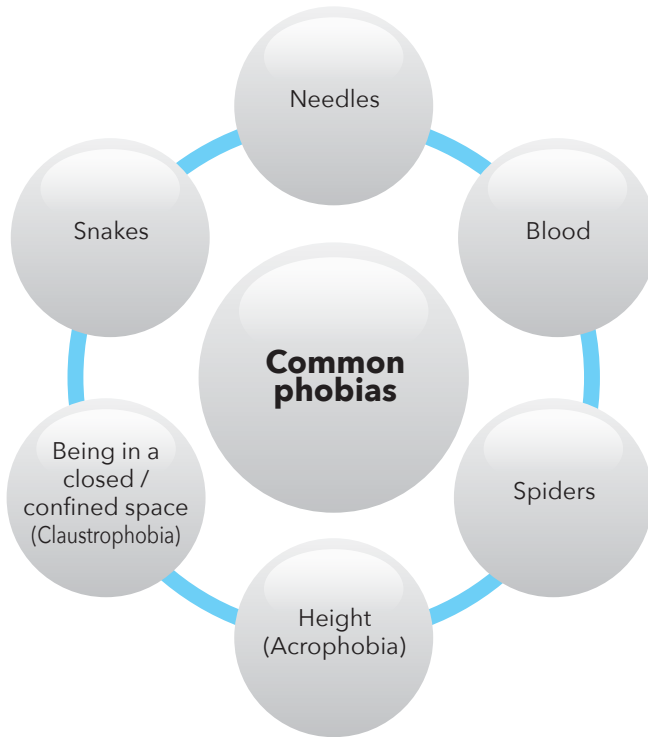 Needles
Snakes
Blood
Common
phobias
Being in a
closed /
confined space
(Claustrophobia)
Spiders
Height
(Acrophobia)